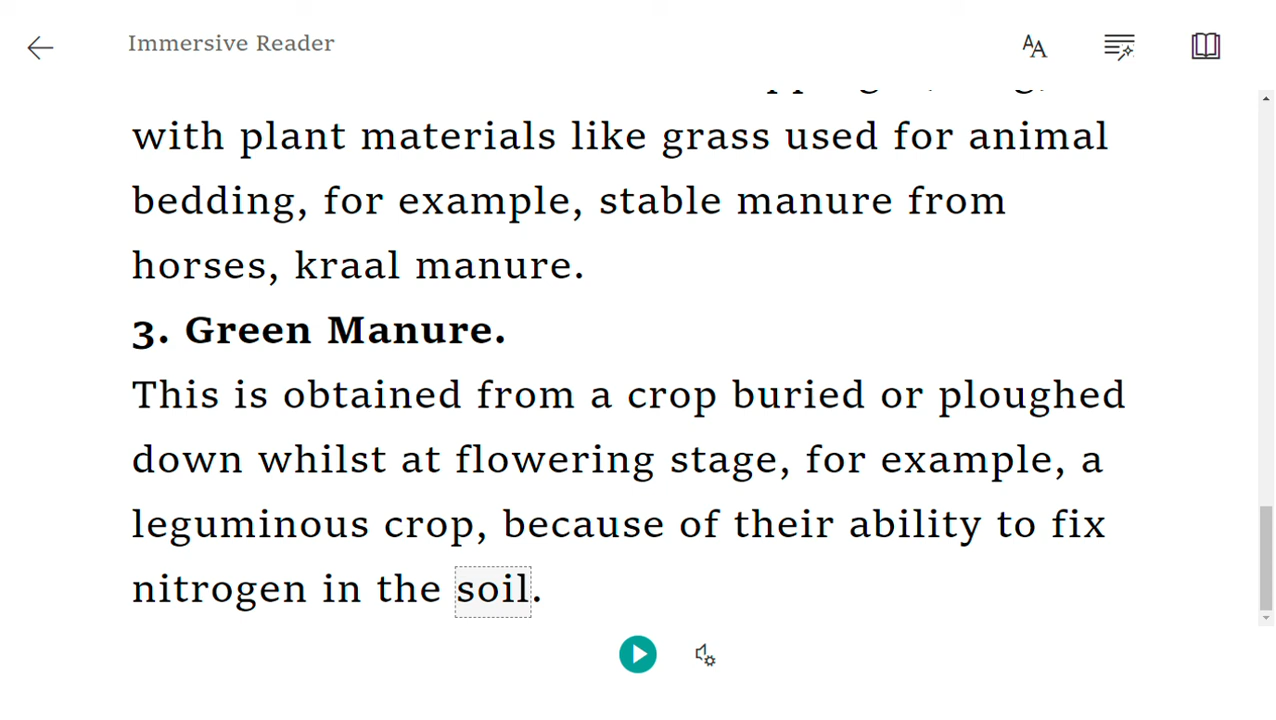 Immersive Reader
with plant materials like grass used for animal
bedding, for example, stable manure from
horses, kraal manure.
3. Green Manure.
This is obtained from a crop buried or ploughed
down whilst at flowering stage, for example, a
leguminous crop, because of their ability to fix
nitrogen in the soil.